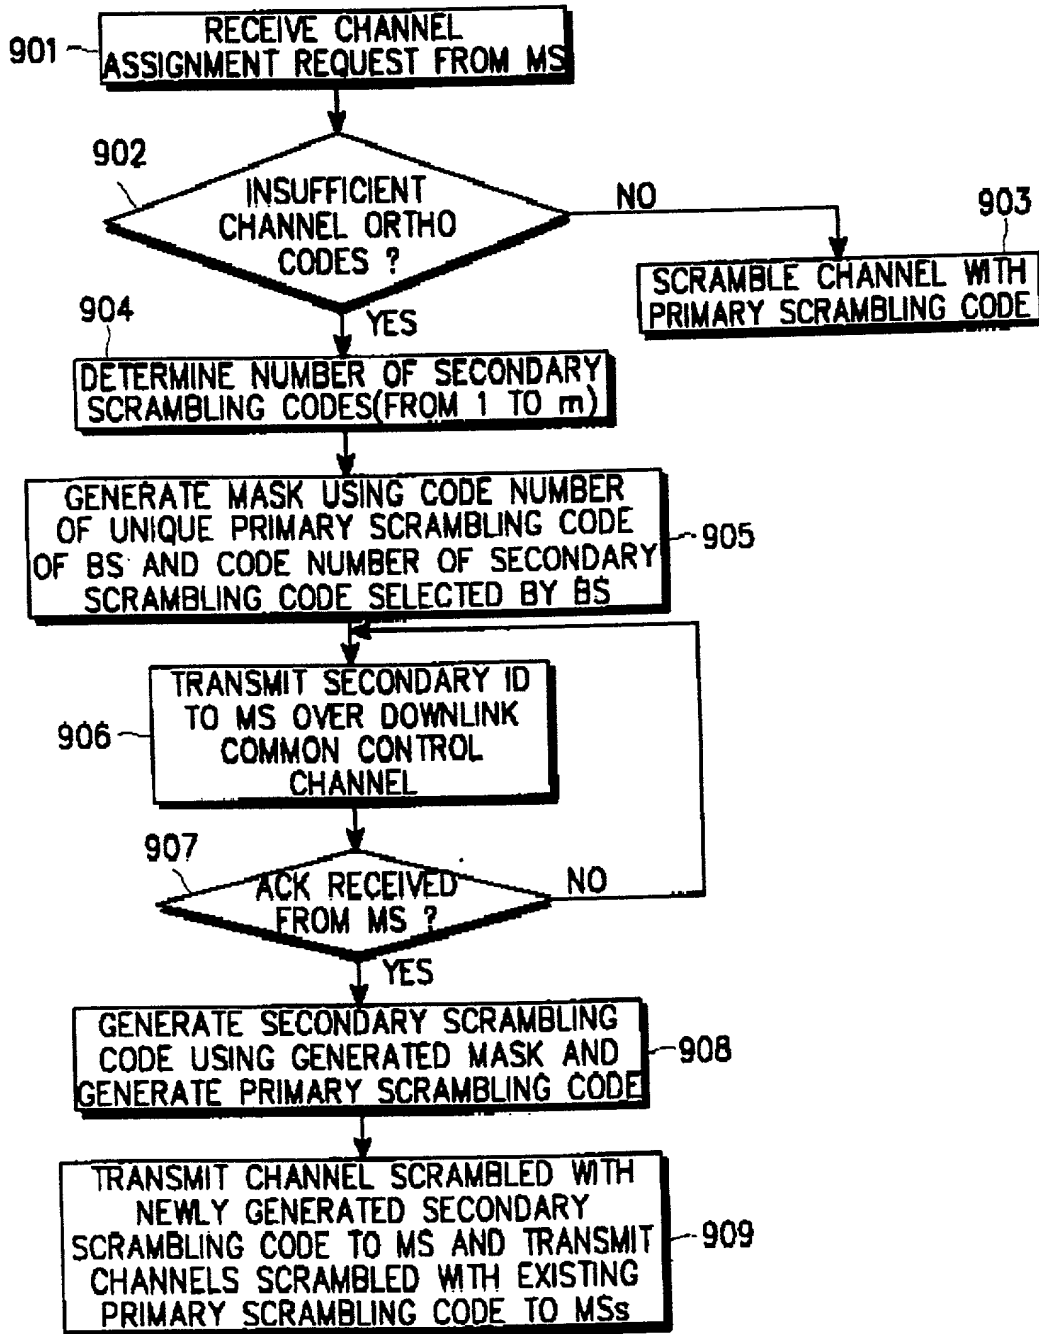 901
RECEIVE CHANNEL
ASSIGNMENT REQUEST FROM MS
902
INSUFFICIENT
CHANNEL ORTHO
CODES ?
NO
903
SCRAMBLE CHANNEL WITH
PRIMARY SCRAMBLING CODE
YES
904
DETERMINE NUMBER OF SECONDARY
SCRAMBLING CODES(FROM 1 TO m)
GENERATE MASK USING CODE NUMBER
OF UNIQUE PRIMARY SCRAMBLING CODE
OF BS AND CODE NUMBER OF SECONDARY
SCRAMBLING CODE SELECTED BY BS
905
TRANSMIT SECONDARY ID
TO MS OVER DOWNLINK
COMMON CONTROL
CHANNEL
906
907
ACK RECEIVED
FROM MS ?
NO
YES
GENERATE SECONDARY SCRAMBLING
CODE USING GENERATED MASK AND
GENERATE PRIMARY SCRAMBLING CODE
908
TRANSMIT CHANNEL SCRAMBLED WITH
NEWLY GENERATED SECONDARY
SCRAMBLING CODE TO MS AND TRANSMIT
CHANNELS SCRAMBLED WITH EXISTING
PRIMARY SCRAMBLING CODE TO MSs
909